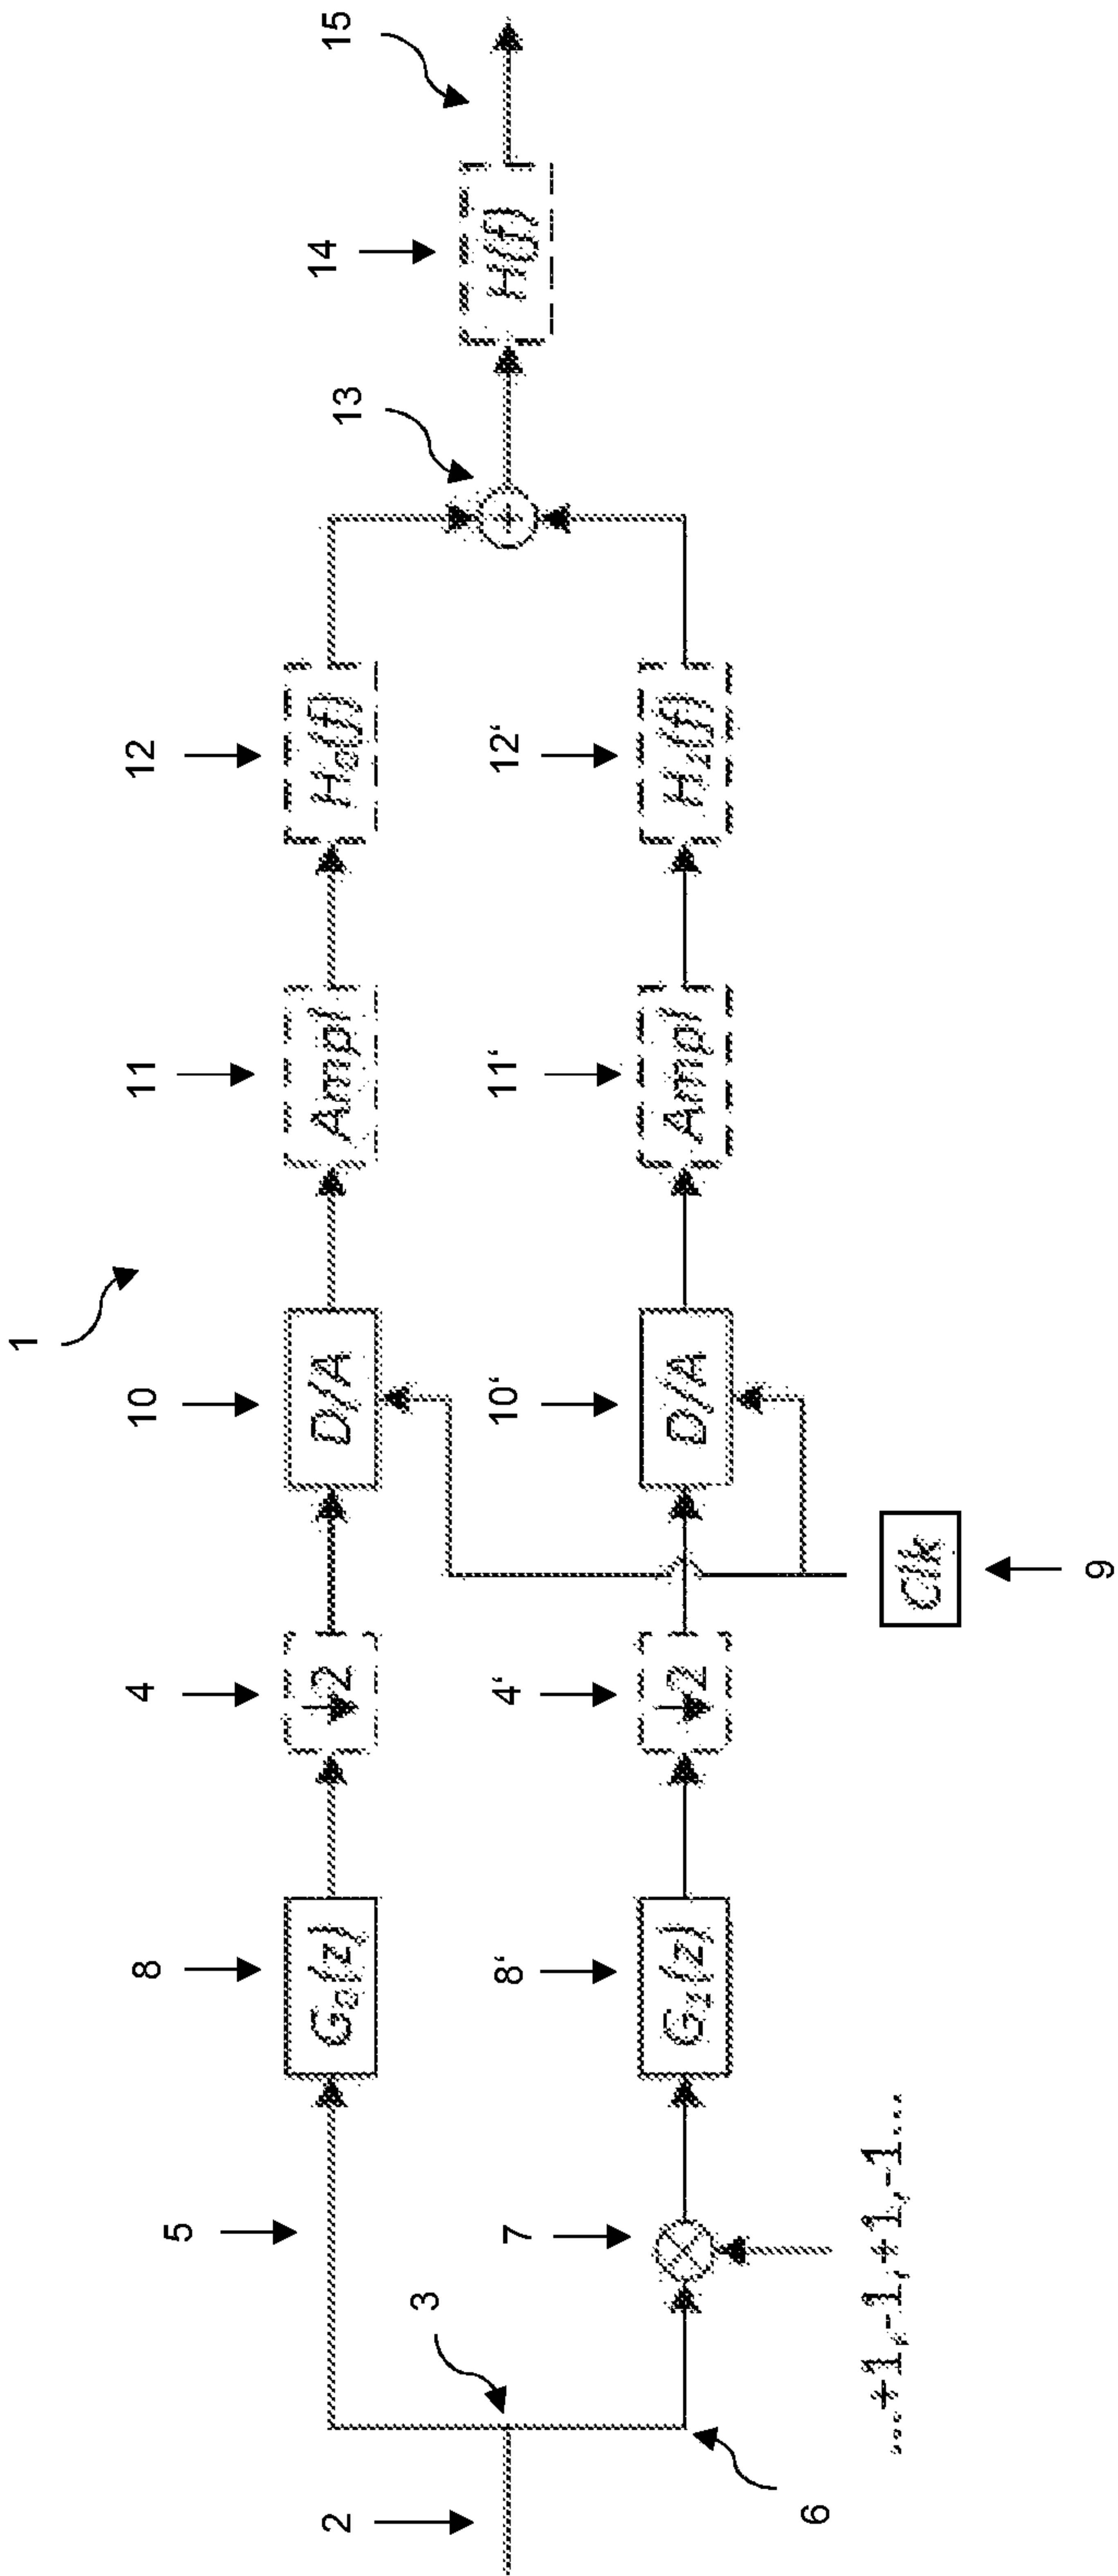 1
15
14
H(f)
13
12
H₀(f)
12'
H₁(f)
11
Ampl
11'
Ampl
10
D/A
10'
D/A
Clk
9
4
↓2
4'
↓2
8
G₀(z)
8'
G₁(z)
5
7
...+1,-1,+1,-1...
3
2
6